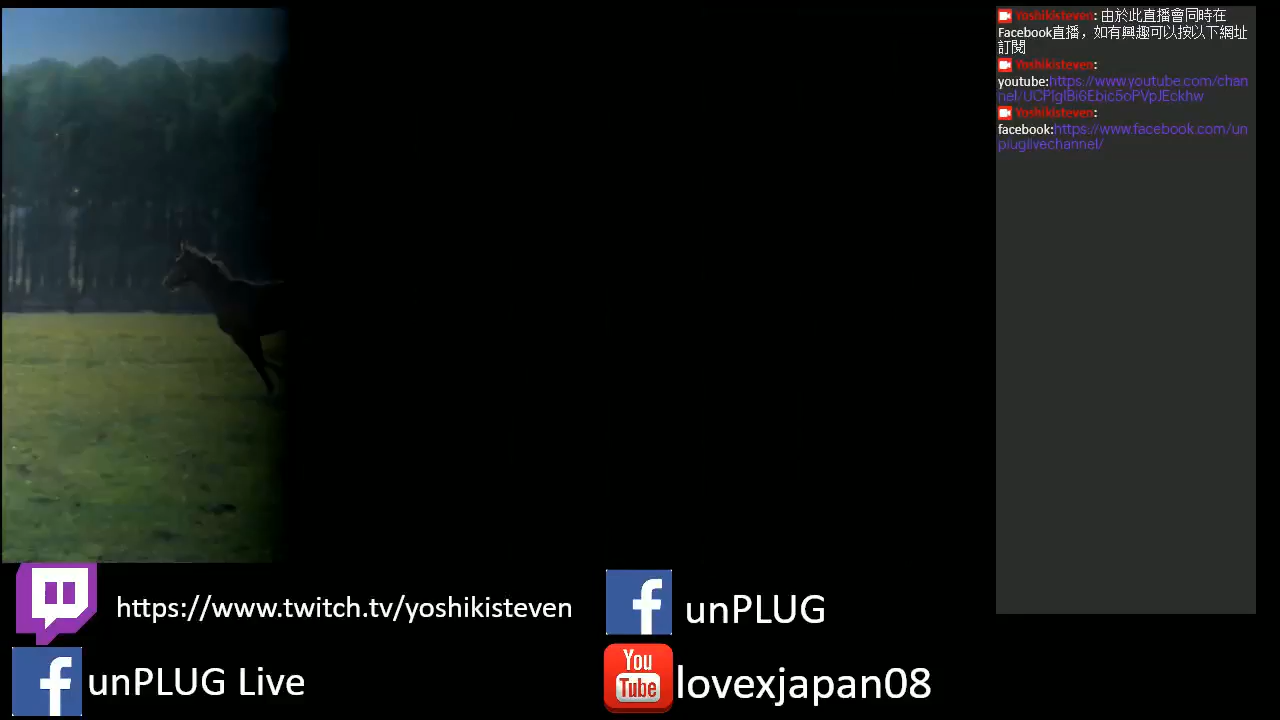 Yoshikisteven: 由於此直播會同時在
Facebook直播，如有興趣可以按以下網址
訂閱
Yoshikisteven:
youtube:https://www.youtube.com/chan
Yoshikisteven:
facebook:https://www.facebook.com/un
pluglivechannel/
https://www.twitch.tv/yoshikisteven
unPLUG
unPLUG Live
You
Tube
lovexjapan08